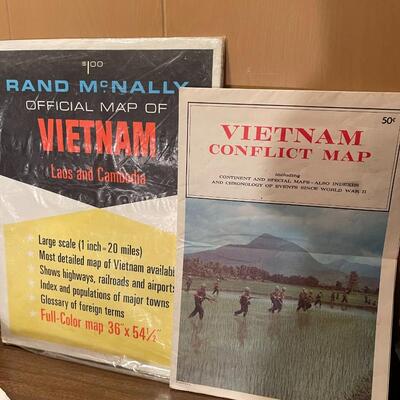 $1.00
RAND McNALLY
OFFICIAL MAP OF
VIETNAM
Laos and Cambodia
Large scale (1 inch=20 miles)
Most detailed map of Vietnam availabl
Shows highways, railroads and airports
Index and populations of major towns
Glossary of foreign terms
Full-Color map 36"x 54½"
50¢
VIETNAM
CONFLICT MAP
including
CONTINENT AND SPECIAL MAPS - ALSO INDEXES
AND CHRONOLOGY OF EVENTS SINCE WORLD WAR II